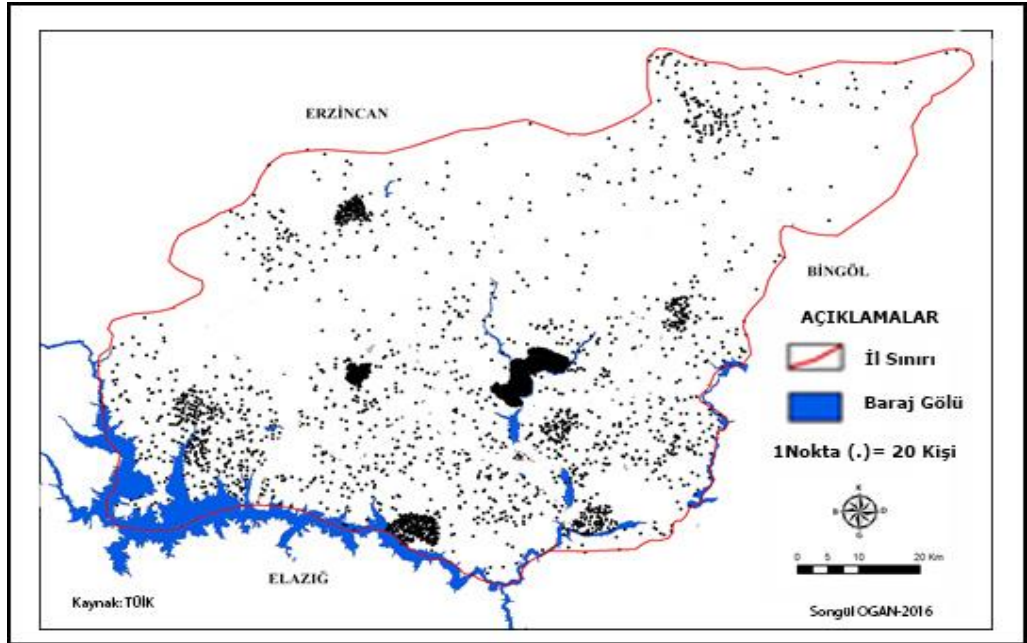 ERZİNCAN
BİNGÖL
AÇIKLAMALAR
İl Sınırı
Baraj Gölü
1Nokta (.)= 20 Kişi
K
B D
G
0 5 10 20 Km
ELAZIĞ
Kaynak: TÜİK
Songül OGAN-2016